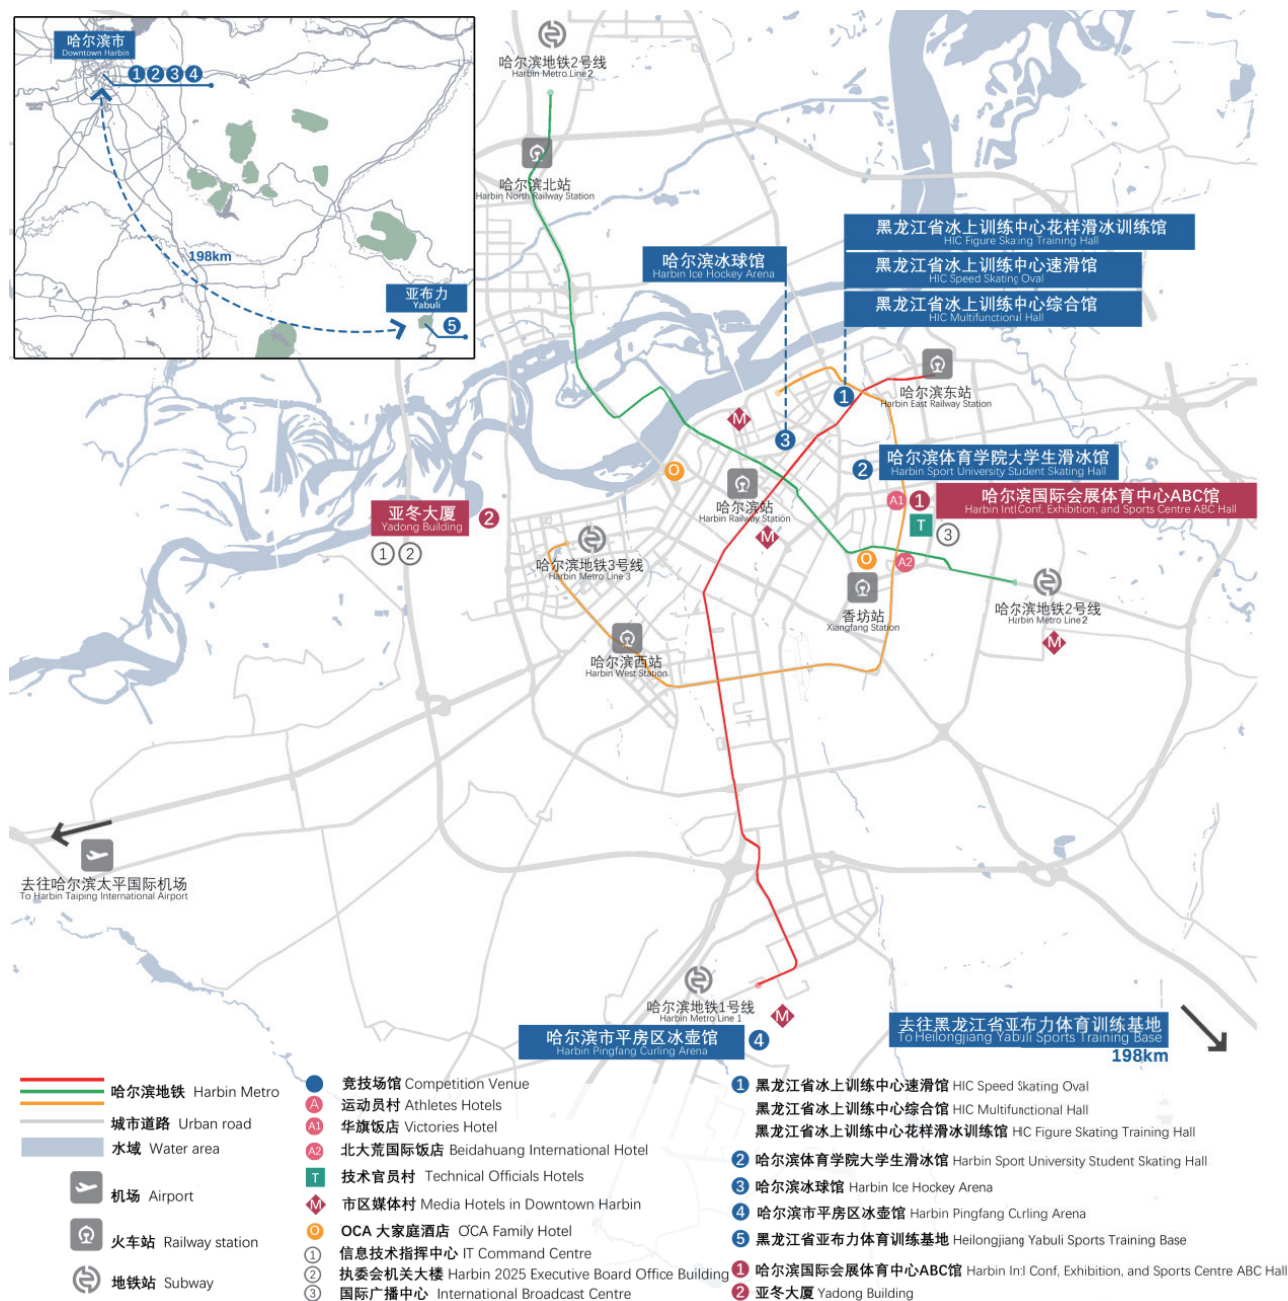 哈尔滨市
Downtown Harbin
1 2 3 4
198km
亚布力
Yabuli
5
哈尔滨地铁2号线
Harbin Metro Line 2
哈尔滨北站
Harbin North Railway Station
黑龙江省冰上训练中心花样滑冰训练馆
HIC Figure Skating Training Hall
哈尔滨冰球馆
Harbin Ice Hockey Arena
黑龙江省冰上训练中心速滑馆
HIC Speed Skating Oval
黑龙江省冰上训练中心综合馆
HIC Multifunctional Hall
哈尔滨东站
Harbin East Railway Station
1
M
3
2
哈尔滨体育学院大学生滑冰馆
Harbin Sport University Student Skating Hall
O
哈尔滨站
Harbin Railway Station
A1
1
哈尔滨国际会展体育中心ABC馆
Harbin Intl Conf, Exhibition, and Sports Centre ABC Hall
亚冬大厦
Yadong Building
2
1 2
T
3
M
哈尔滨地铁3号线
Harbin Metro Line 3
O
A2
香坊站
Xiangfang Station
哈尔滨地铁2号线
Hirbin Metro Line 2
M
哈尔滨西站
Harbin West Station
去往哈尔滨太平国际机场
To Harbin Taiping International Airport
哈尔滨地铁1号线
Harbin Metro Line 1
M
哈尔滨市平房区冰壶馆
Harbin Pingfang Curling Arena
4
去往黑龙江省亚布力体育训练基地
To Heilongjiang Yabuli Sports Training Base
198km
哈尔滨地铁 Harbin Metro
城市道路 Urban road
水域 Water area
机场 Airport
火车站 Railway station
地铁站 Subway
竞技场馆 Competition Venue
A 运动员村 Athletes Hotels
A1 华旗饭店 Victories Hotel
A2 北大荒国际饭店 Beidahuang International Hotel
T 技术官员村 Technical Officials Hotels
M 市区媒体村 Media Hotels in Downtown Harbin
O OCA 大家庭酒店 OCA Family Hotel
1 信息技术指挥中心 IT Command Centre
2 执委会机关大楼 Harbin 2025 Executive Board Office Building
3 国际广播中心 International Broadcast Centre
1 黑龙江省冰上训练中心速滑馆 HIC Speed Skating Oval
黑龙江省冰上训练中心综合馆 HIC Multifunctional Hall
黑龙江省冰上训练中心花样滑冰训练馆 HIC Figure Skating Training Hall
2 哈尔滨体育学院大学生滑冰馆 Harbin Sport University Student Skating Hall
3 哈尔滨冰球馆 Harbin Ice Hockey Arena
4 哈尔滨市平房区冰壶馆 Harbin Pingfang Curling Arena
5 黑龙江省亚布力体育训练基地 Heilongjiang Yabuli Sports Training Base
1 哈尔滨国际会展体育中心ABC馆 Harbin Intl Conf, Exhibition, and Sports Centre ABC Hall
2 亚冬大厦 Yadong Building